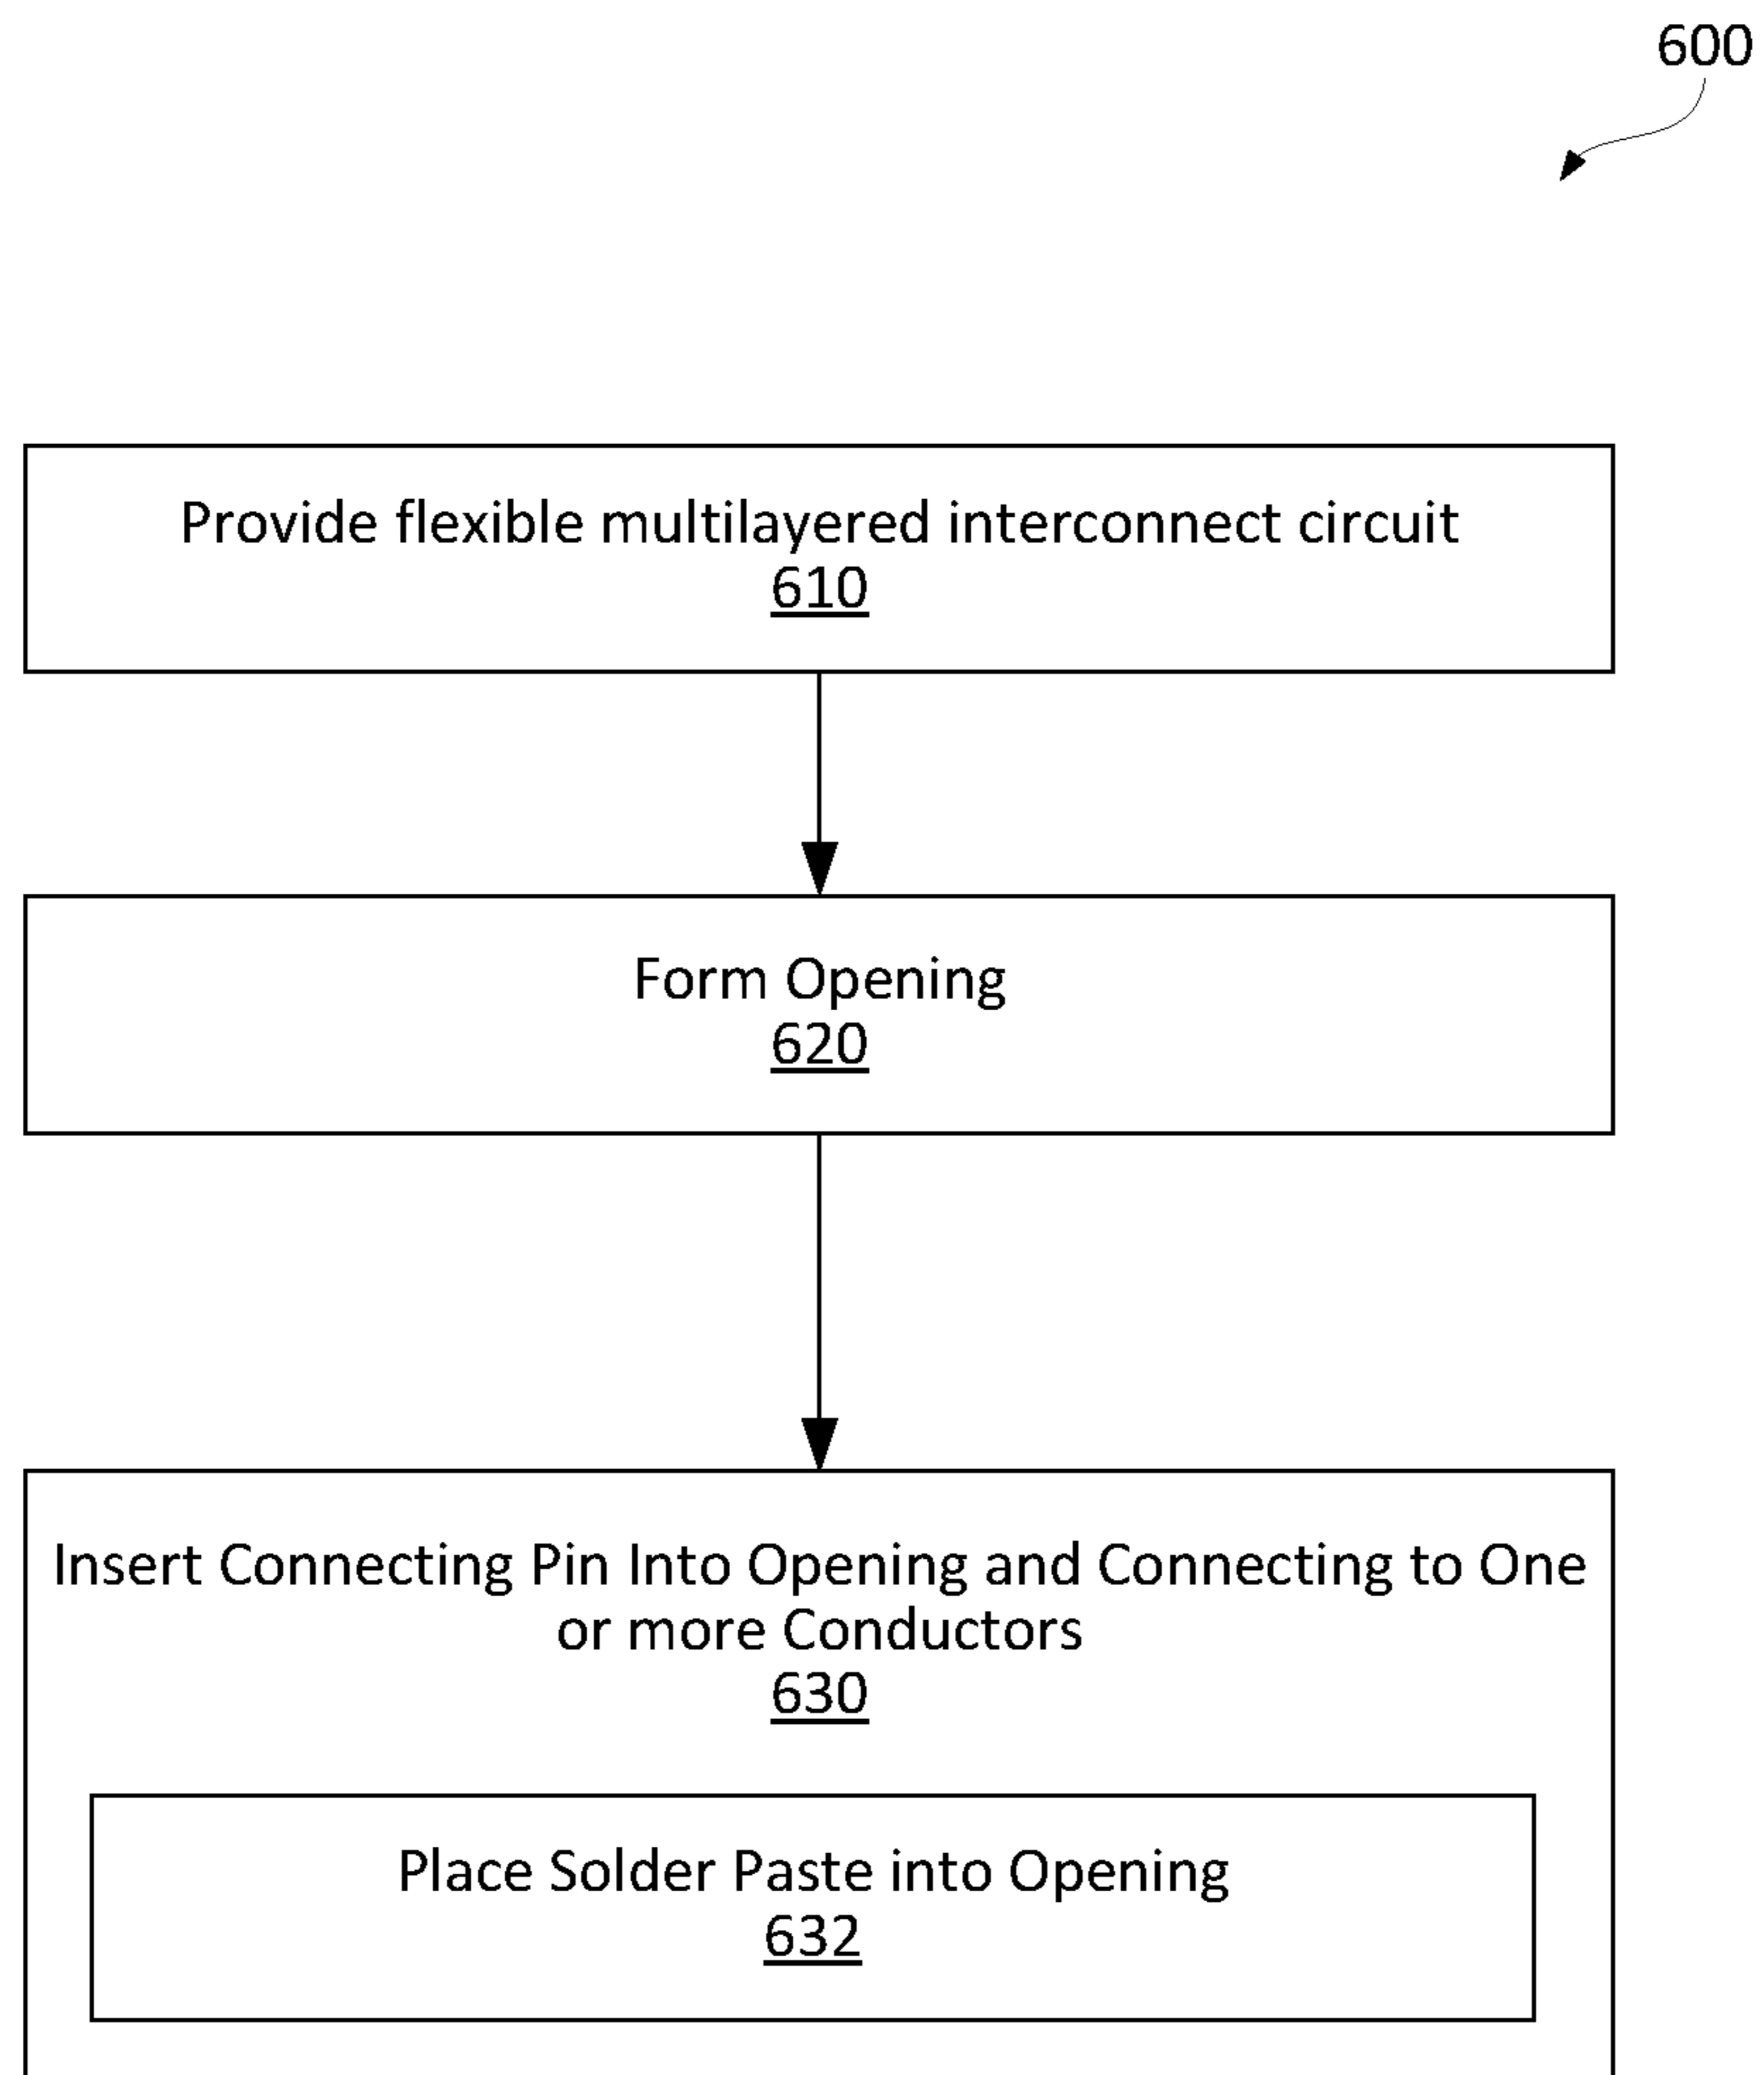 600
Provide flexible multilayered interconnect circuit
610
Form Opening
620
Insert Connecting Pin Into Opening and Connecting to One
or more Conductors
630
Place Solder Paste into Opening
632